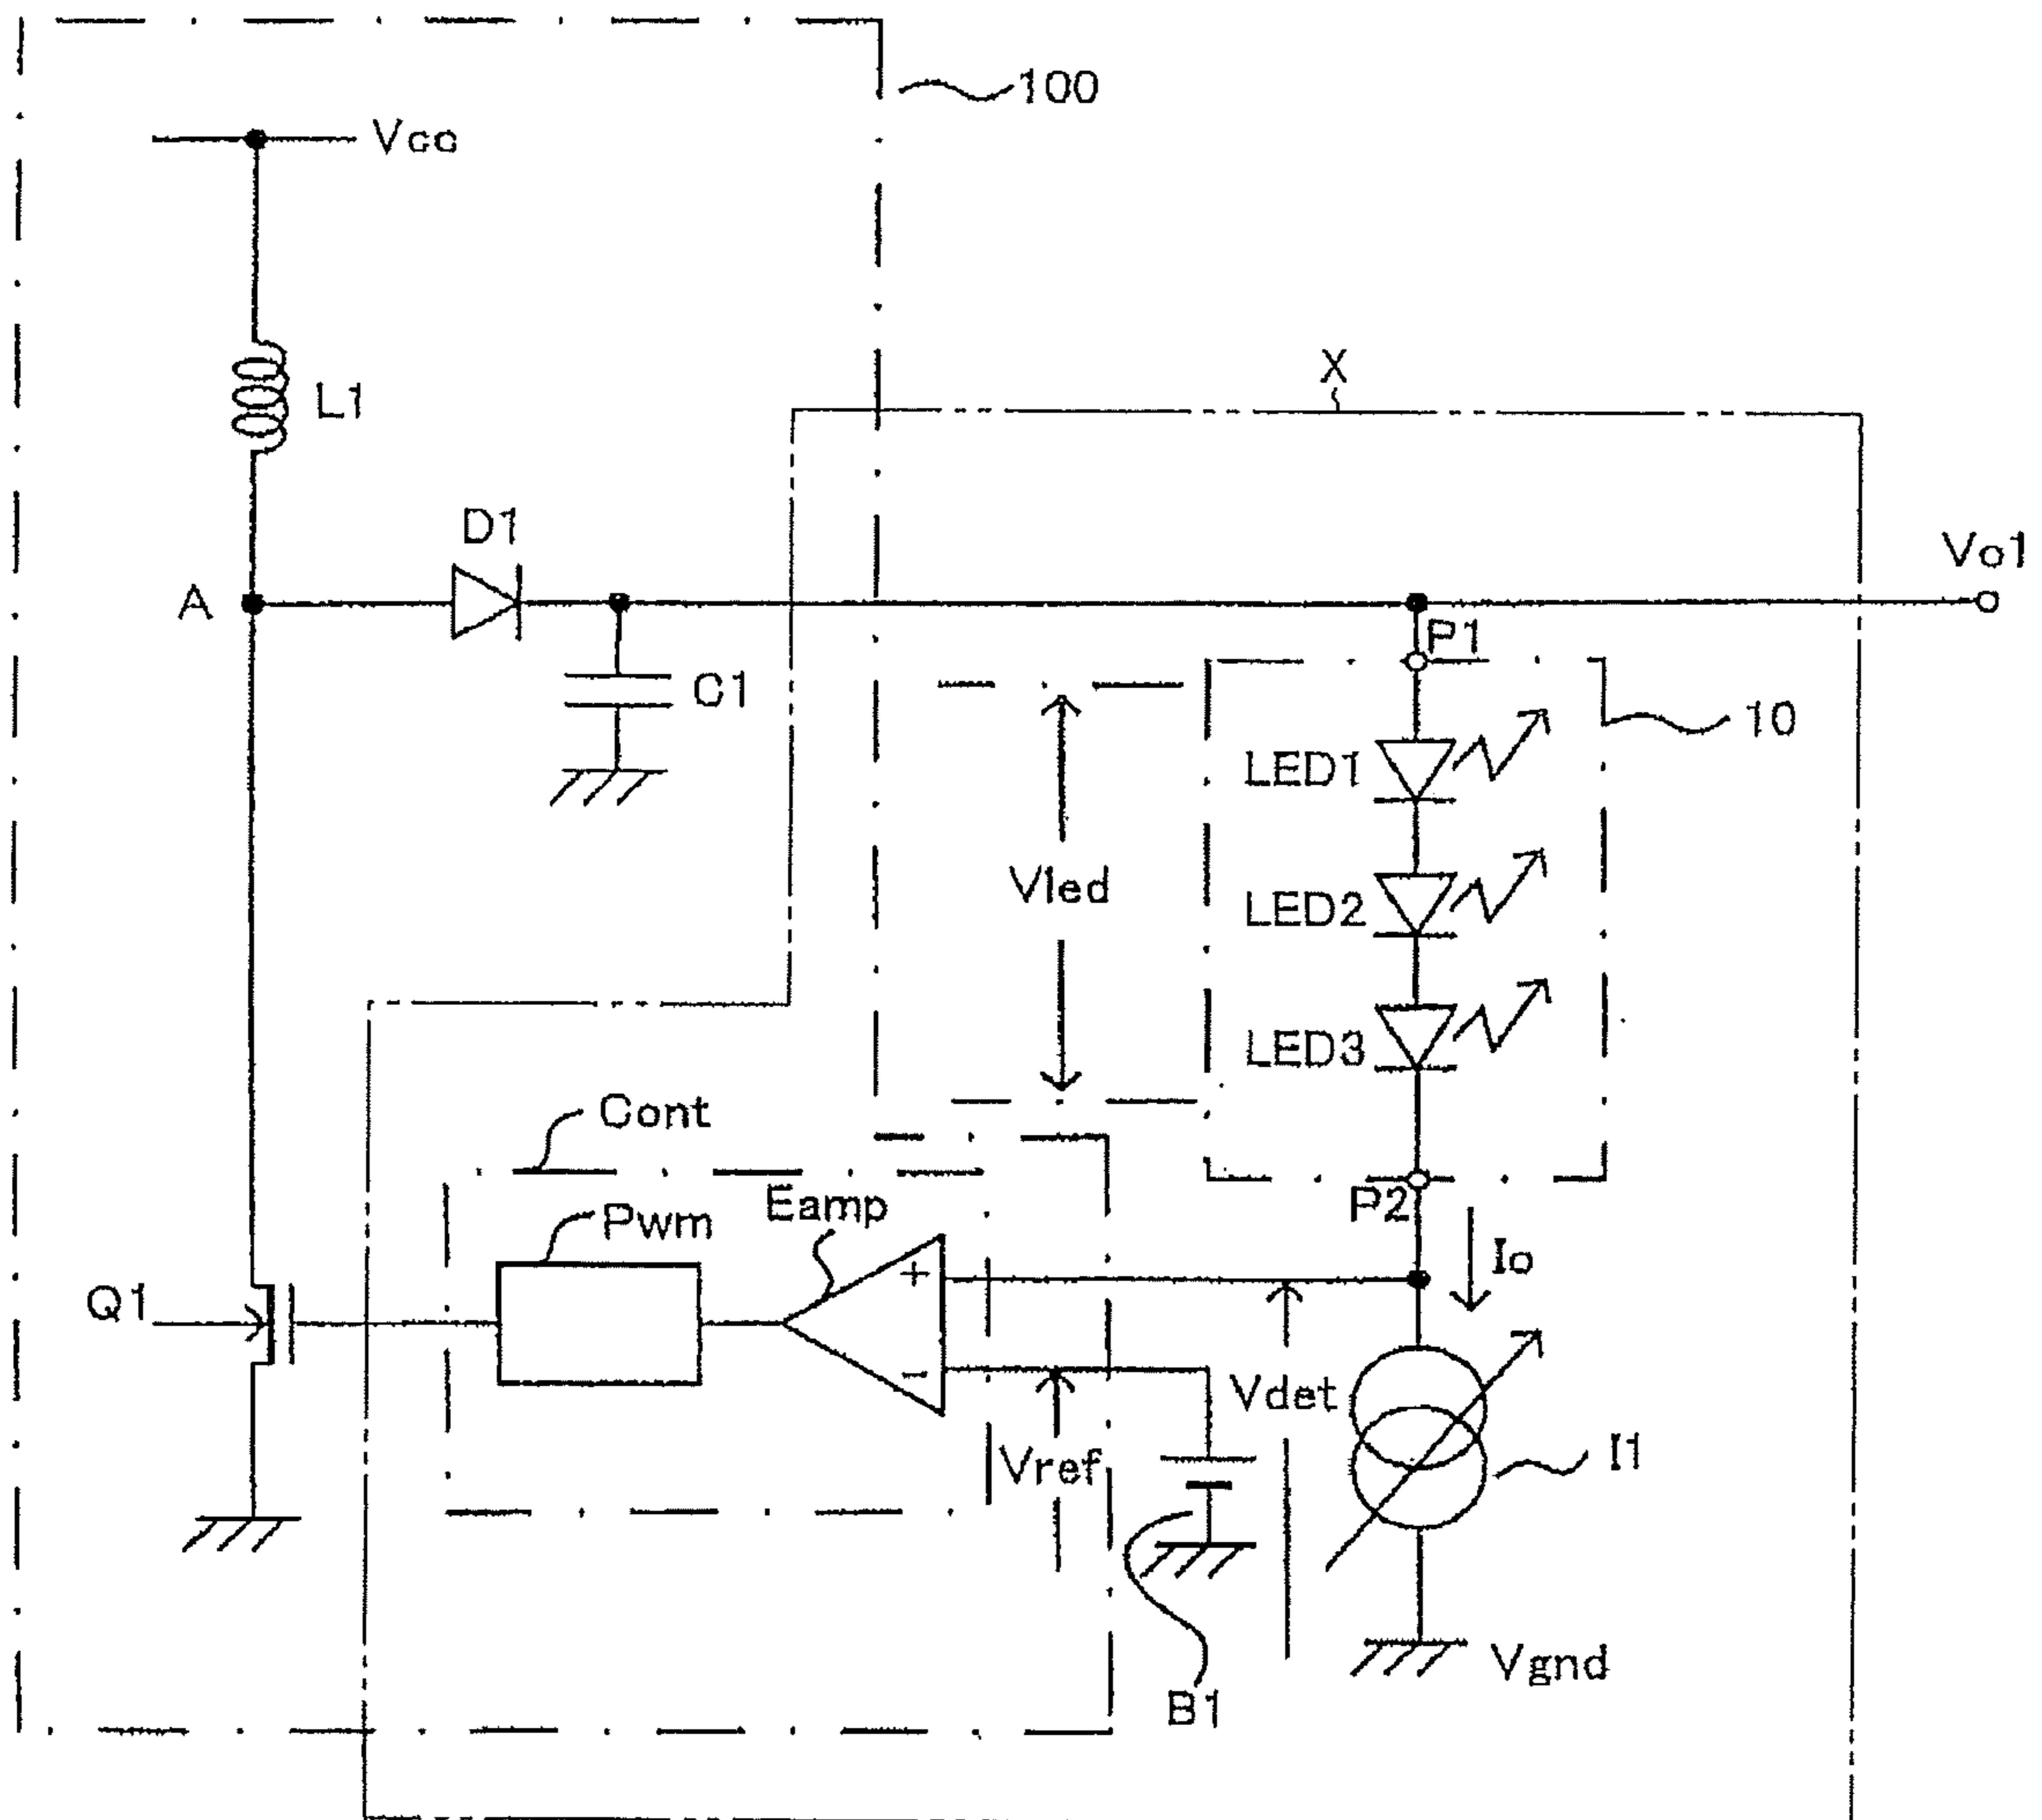 100
Vcc
L1
X
D1
Vo1
A
P1
C1
10
LED1
Vled
LED2
LED3
Cont
P2
Eamp
Pwm
Io
+
Q1
−
Vdet
Vref
I1
Vgnd
B1